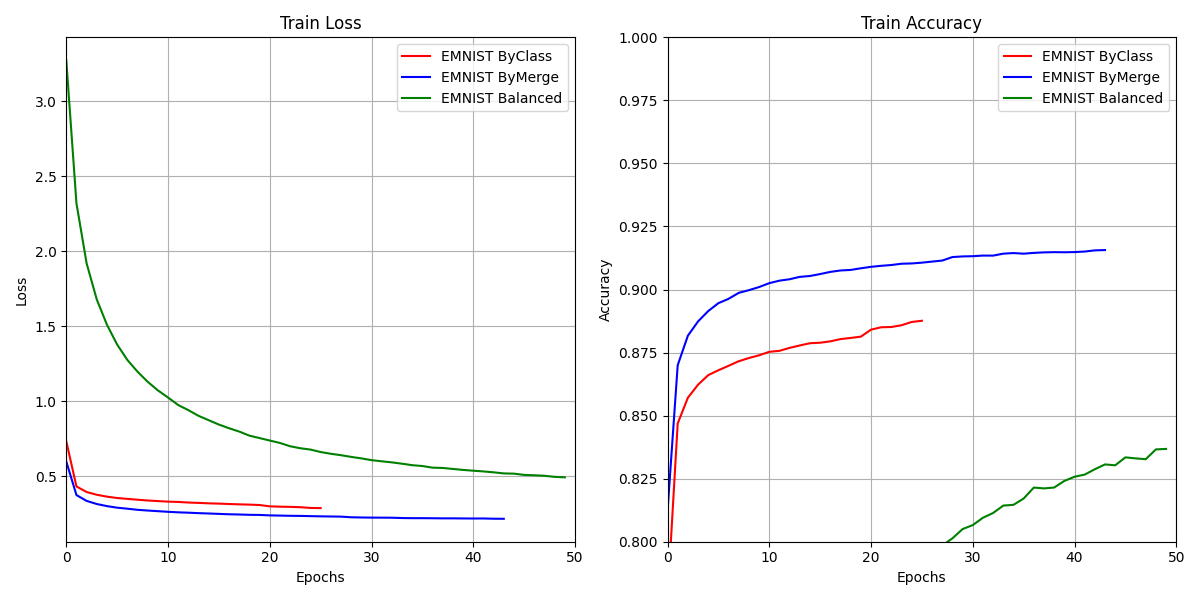 Train Loss
EMNIST ByClass
EMNIST ByMerge
EMNIST Balanced
3.0
2.5
2.0
1.5
1.0
0.5
Loss
0 10 20 30 40 50
Epochs
Train Accuracy
EMNIST ByClass
EMNIST ByMerge
EMNIST Balanced
1.000
0.975
0.950
0.925
0.900
0.875
0.850
0.825
0.800
Accuracy
0 10 20 30 40 50
Epochs